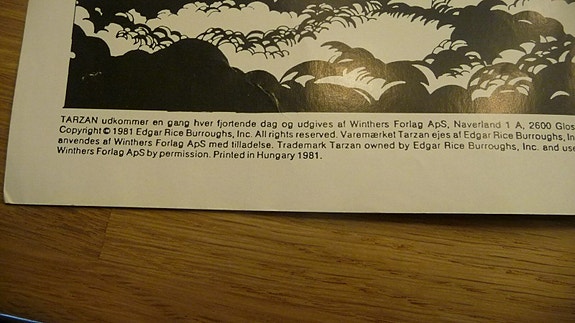 TARZAN udkommer en gang hver fjortende dag og udgives af Winthers Forlag ApS, Naverland 1 A, 2600 Glos
Copyright © 1981 Edgar Rice Burroughs, Inc. All rights reserved. Varemærket Tarzan ejes af Edgar Rice Burroughs, In
anvendes af Winthers Forlag ApS med tilladelse. Trademark Tarzan owned by Edgar Rice Burroughs, Inc. and use
Winthers Forlag ApS by permission. Printed in Hungary 1981.